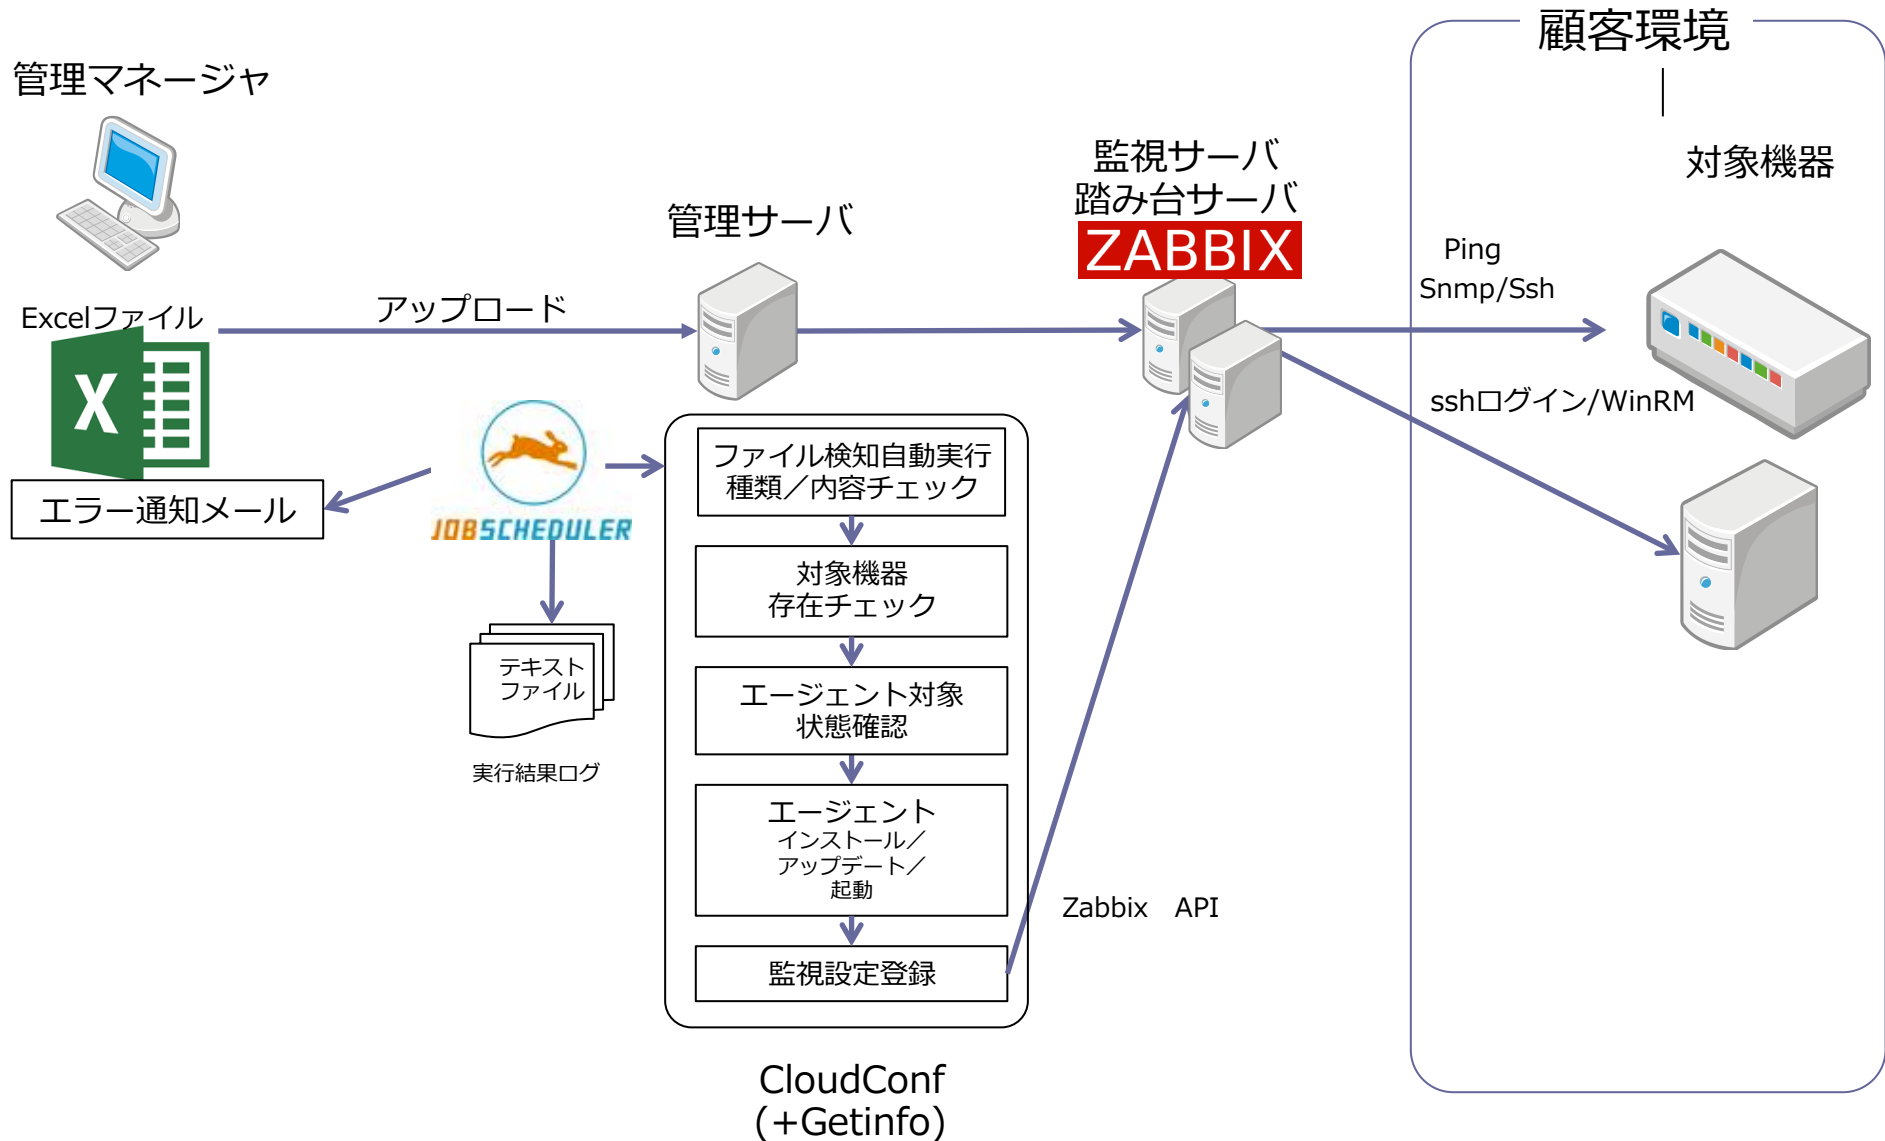 顧客環境
管理マネージャ
監視サーバ
踏み台サーバ
ZABBIX
対象機器
管理サーバ
Ping
Snmp/Ssh
Excelファイル
アップロード
X
sshログイン/WinRM
エラー通知メール
JOBSCHEDULER
ファイル検知自動実行
種類／内容チェック
対象機器
存在チェック
テキスト
ファイル
エージェント対象
状態確認
実行結果ログ
エージェント
インストール／
アップデート／
起動
Zabbix　API
監視設定登録
CloudConf
(+Getinfo)